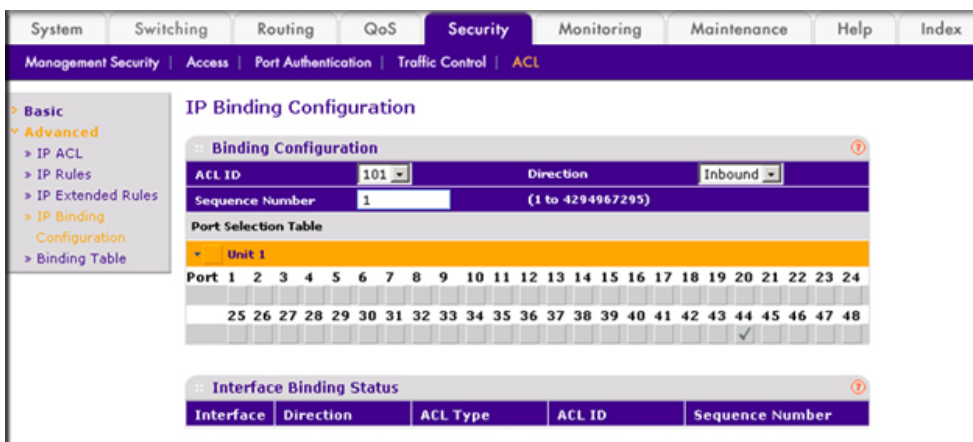 System Switching Routing QoS Security Monitoring Maintenance Help Index
Management Security | Access | Port Authentication | Traffic Control | ACL
Basic
Advanced
» IP ACL
» IP Rules
» IP Extended Rules
» IP Binding
Configuration
» Binding Table
IP Binding Configuration
Binding Configuration ?
ACL ID 101 Direction Inbound
Sequence Number 1 (1 to 4294967295)
Port Selection Table
Unit 1
Port 1 2 3 4 5 6 7 8 9 10 11 12 13 14 15 16 17 18 19 20 21 22 23 24
25 26 27 28 29 30 31 32 33 34 35 36 37 38 39 40 41 42 43 44 45 46 47 48
Interface Binding Status ?
Interface Direction ACL Type ACL ID Sequence Number